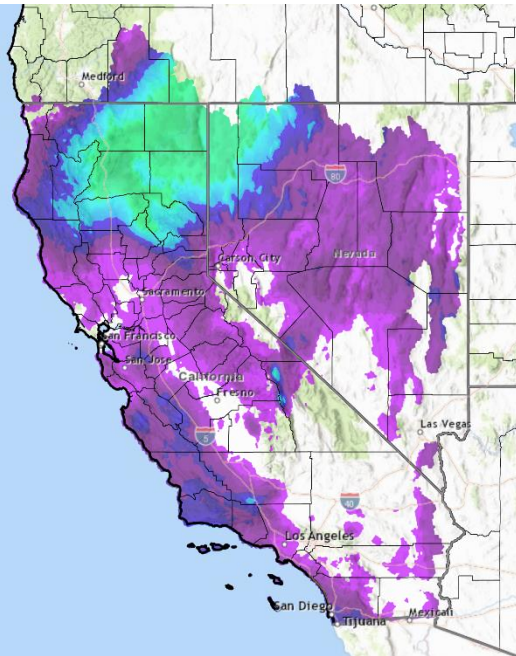 Medford
80
Carson City
Nevada
Sacramento
San Francisco
San Jose
California
Fresno
5
Las Vegas
40
Los Angeles
San Diego
Tijuana
Mexicali